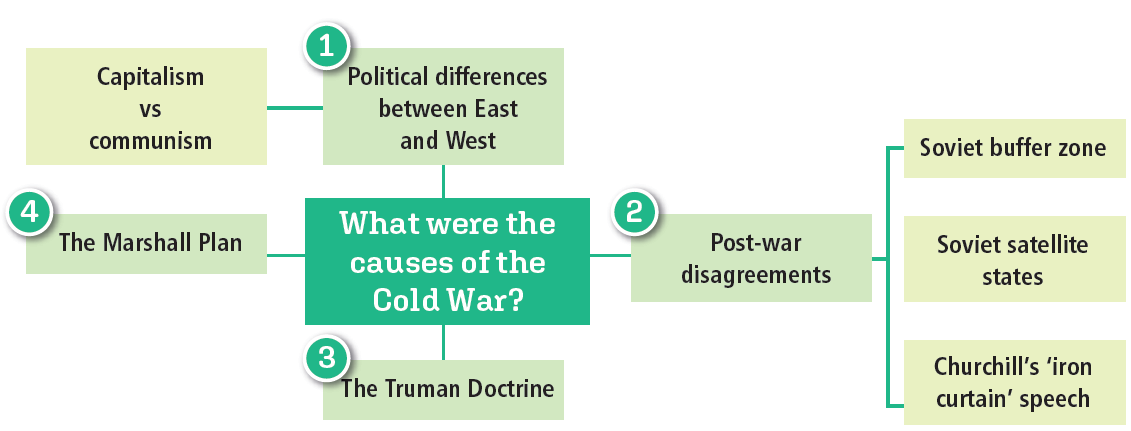 1
Capitalism
vs
communism
Political differences
between East
and West
Soviet buffer zone
4
The Marshall Plan
What were the
causes of the
Cold War?
2
Post-war
disagreements
Soviet satellite
states
3
The Truman Doctrine
Churchill’s ‘iron
curtain’ speech